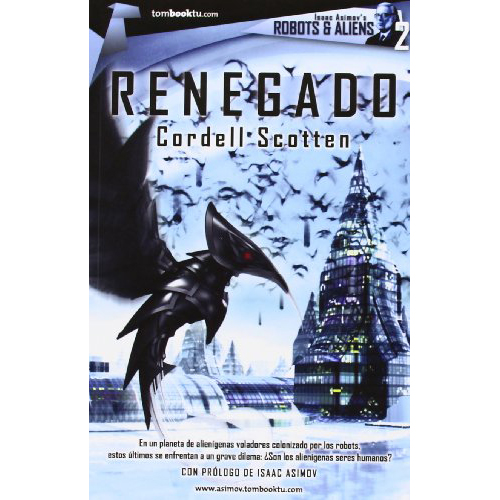 tombooktu.com
Isaac Asimov's
ROBOTS & ALIENS
2
RENEGADO
Cordell Scotten
En un planeta de alienígenas voladores colonizado por los robots,
estos últimos se enfrentan a un grave dilema: ¿Son los alienígenas seres humanos?
CON PRÓLOGO DE ISAAC ASIMOV
www.asimov.tombooktu.com